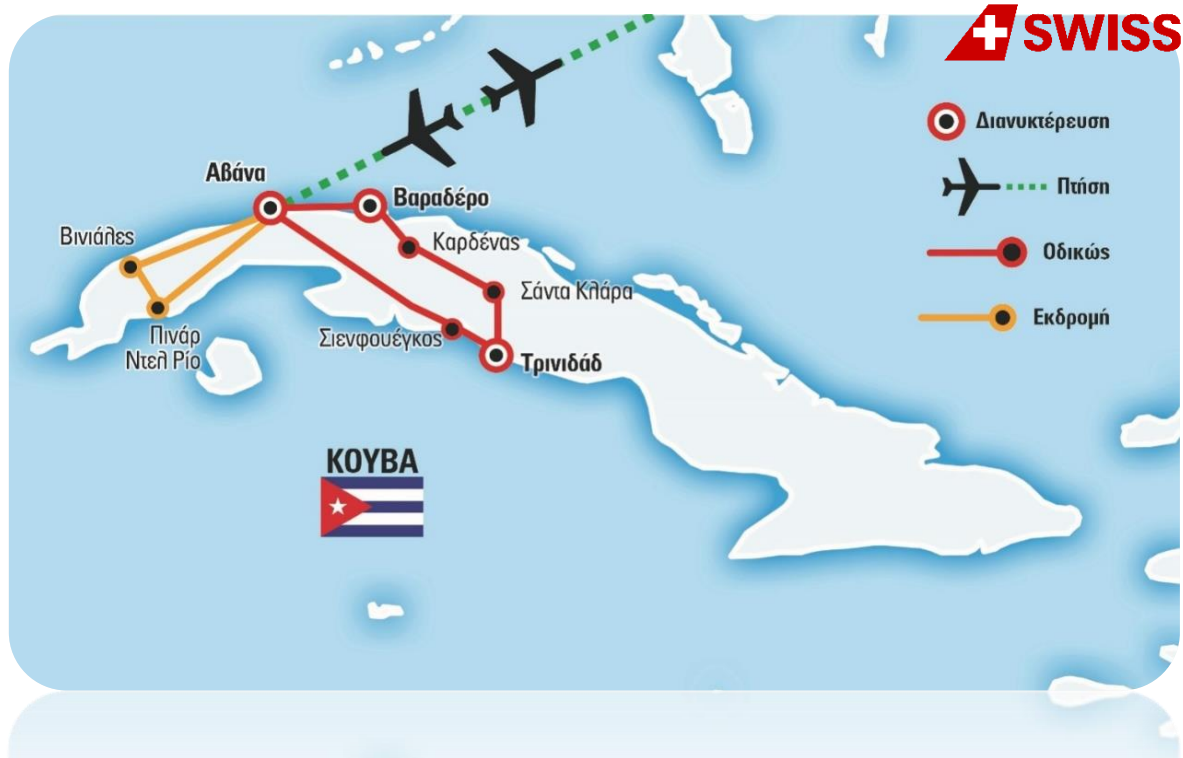 SWISS
Διανυκτέρευση
Πτήση
Οδικώς
Εκδρομή
Αβάνα
Βαραδέρο
Βινιάλες
Καρδένας
Σάντα Κλάρα
Πινάρ
Ντελ Ρίο
Σιενφουέγκος
Τρινιδάδ
ΚΟΥΒΑ